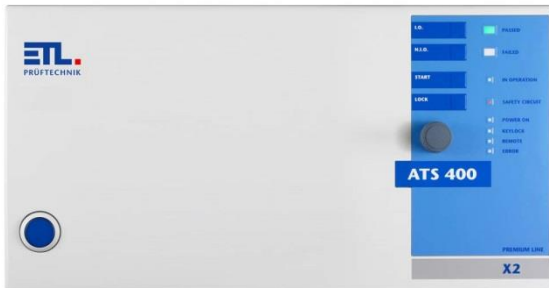 ETL.
PRÜFTECHNIK
I.O.
PASSED
N.I.O.
FAILED
START
IN OPERATION
LOCK
SAFETY CIRCUIT
POWER ON
KEYLOCK
REMOTE
ERROR
ATS 400
PREMIUM LINE
X2